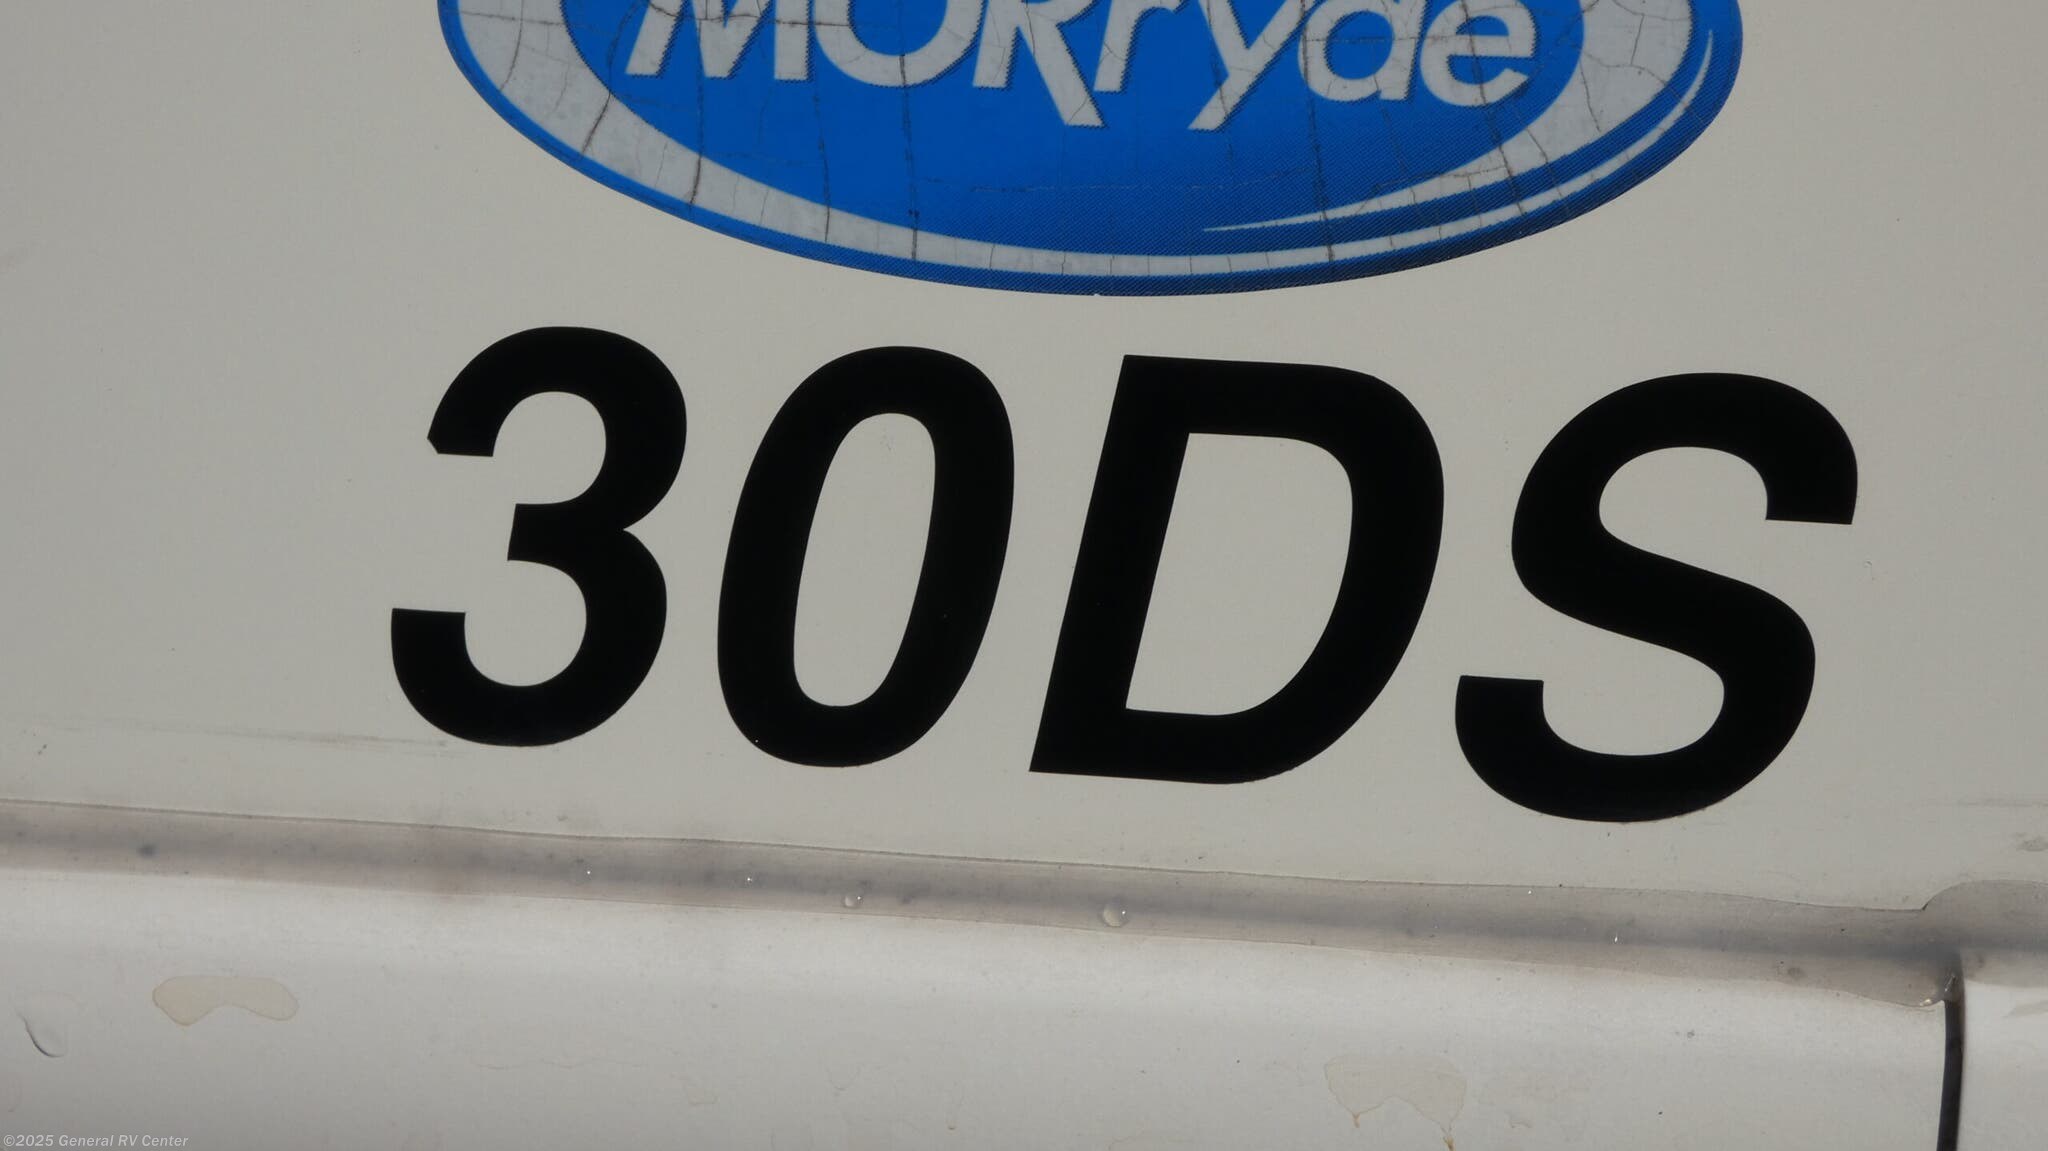 MORryde
30DS
©2025 General RV Center